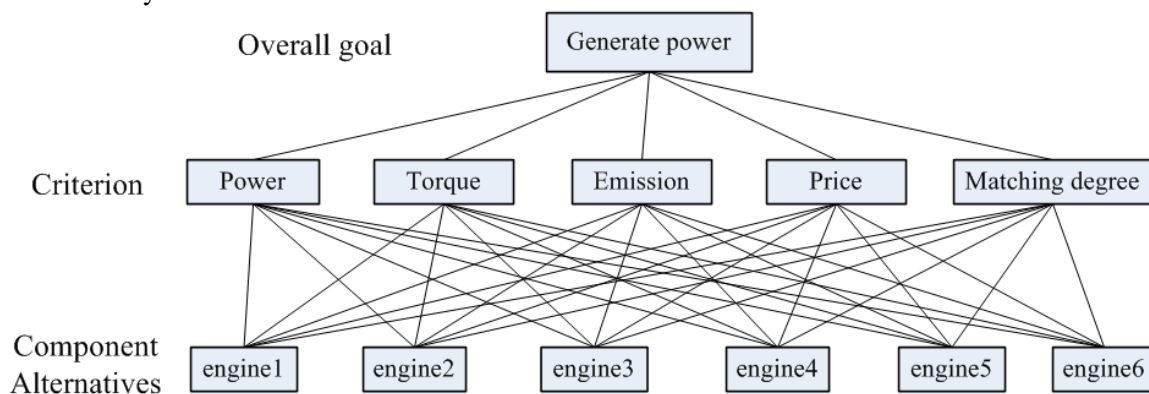 Overall goal
Generate power
Criterion
Power
Torque
Emission
Price
Matching degree
Component
Alternatives
engine1
engine2
engine3
engine4
engine5
engine6